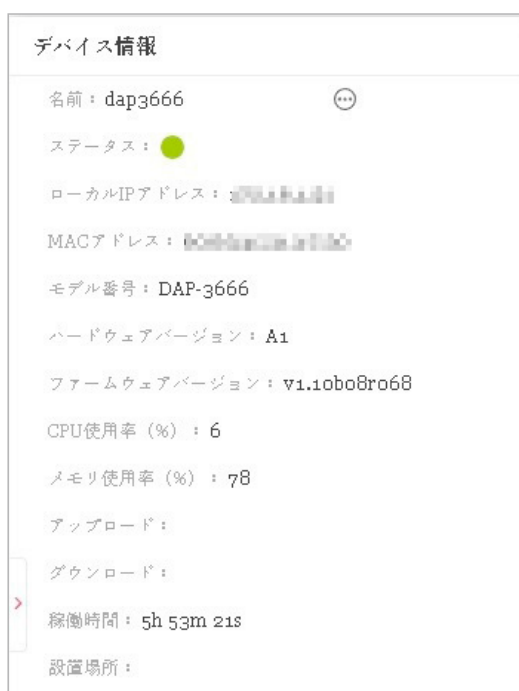 デバイス情報
名前：dap3666
ステータス：
ローカルIPアドレス：
MACアドレス：
モデル番号：DAP-3666
ハードウェアバージョン：A1
ファームウェアバージョン：v1.10b08r068
CPU使用率（%）：6
メモリ使用率（%）：78
アップロード：
ダウンロード：
稼働時間：5h 53m 21s
設置場所：